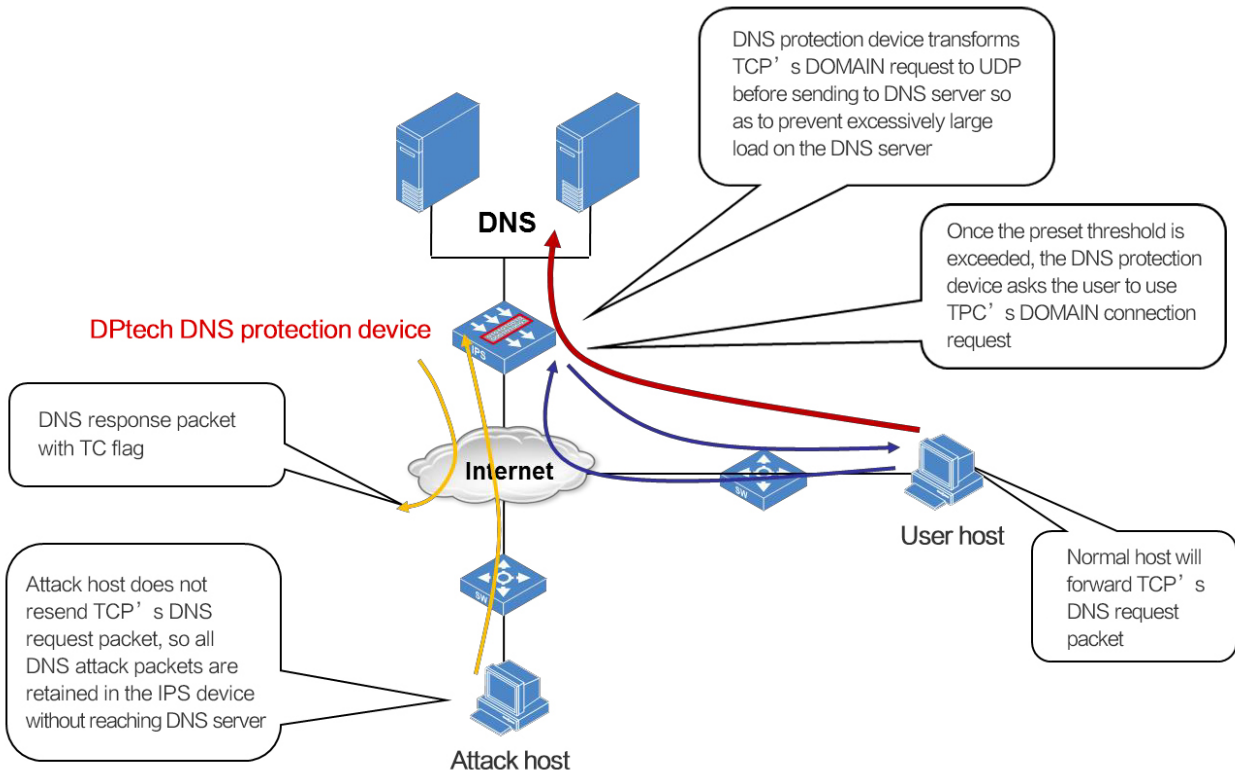 DNS protection device transforms
TCP’s DOMAIN request to UDP
before sending to DNS server so
as to prevent excessively large
load on the DNS server
DNS
Once the preset threshold is
exceeded, the DNS protection
device asks the user to use
TPC’s DOMAIN connection
request
DPtech DNS protection device
IPS
DNS response packet
with TC flag
Internet
SW
User host
Normal host will
forward TCP’s
DNS request
packet
Attack host does not
resend TCP’s DNS
request packet, so all
DNS attack packets are
retained in the IPS device
without reaching DNS server
SW
Attack host